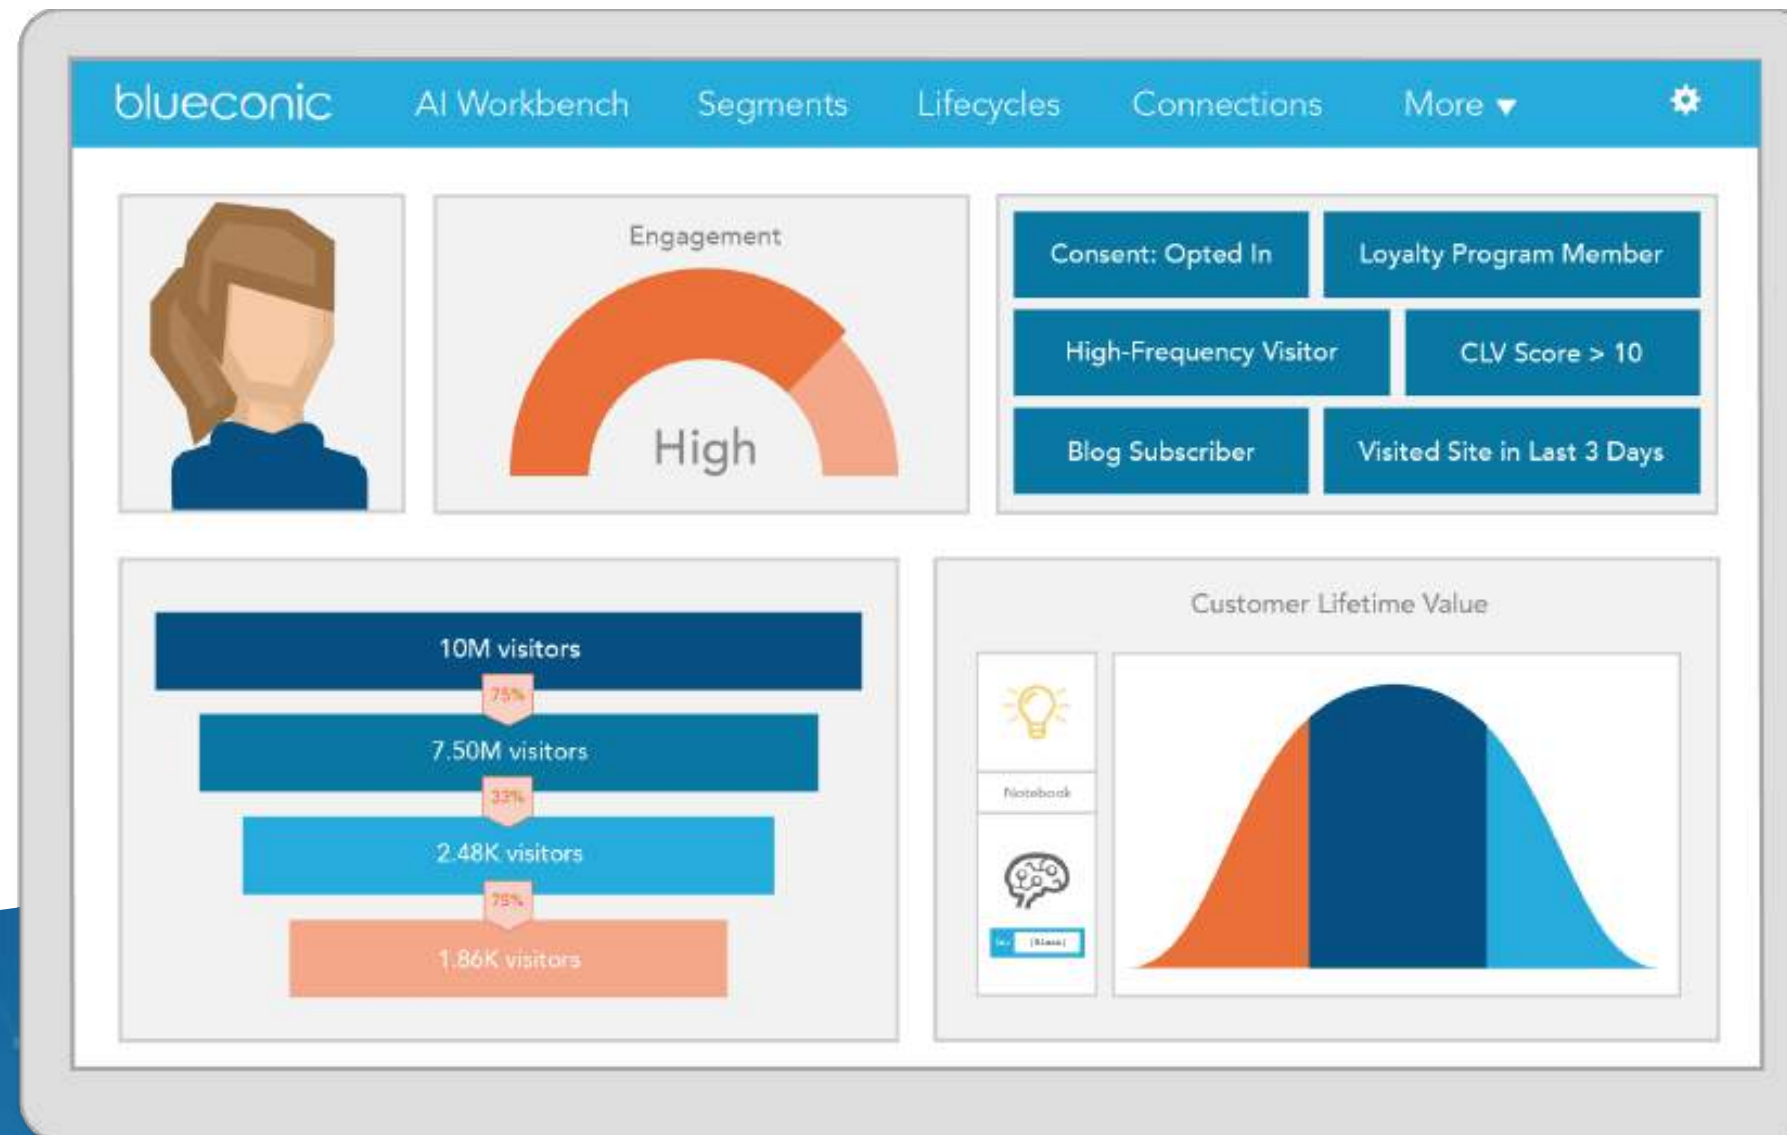 blueconic AI Workbench Segments Lifecycles Connections More
Engagement
High
Consent: Opted In
Loyalty Program Member
High-Frequency Visitor
CLV Score > 10
Blog Subscriber
Visited Site in Last 3 Days
10M visitors
75%
7.50M visitors
33%
2.48K visitors
75%
1.86K visitors
Customer Lifetime Value
Notebook